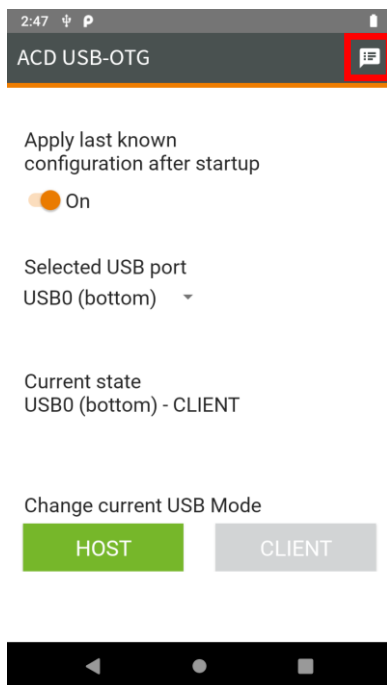 2:47
ACD USB-OTG
Apply last known
configuration after startup
On
Selected USB port
USB0 (bottom)
Current state
USB0 (bottom) - CLIENT
Change current USB Mode
HOST
CLIENT